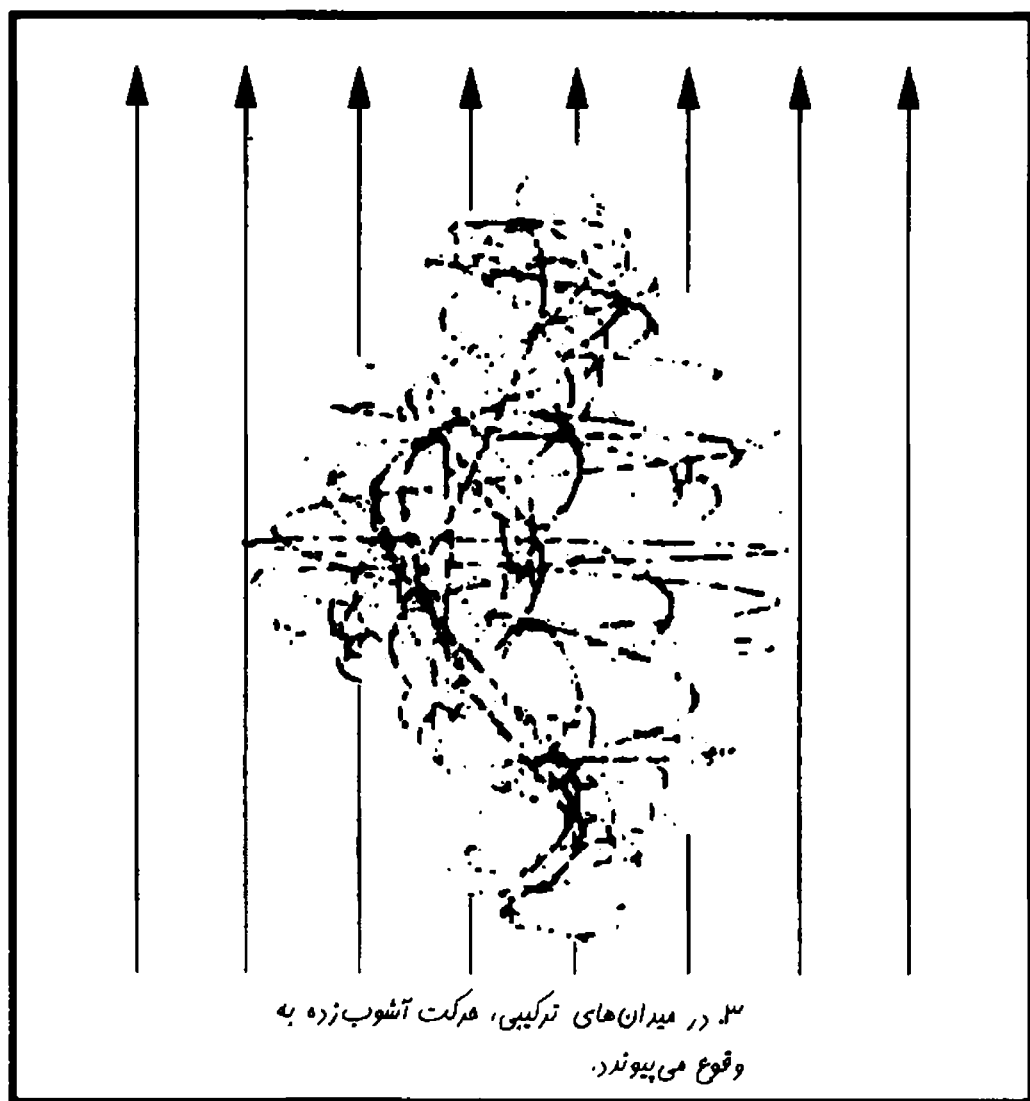 ۳. در میدان‌های ترکیبی، حرکت آشوب‌زده به
وقوع می‌پیوندد.